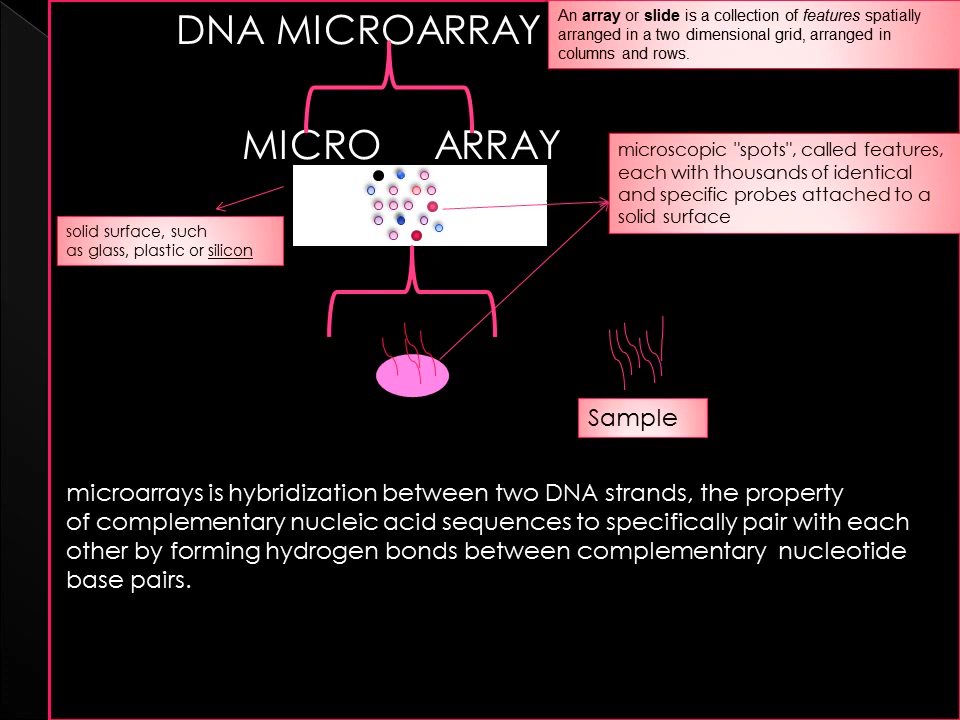 DNA MICROARRAY
An array or slide is a collection of features spatially
arranged in a two dimensional grid, arranged in
columns and rows.
MICRO ARRAY
microscopic "spots", called features,
each with thousands of identical
and specific probes attached to a
solid surface
solid surface, such
as glass, plastic or silicon
Sample
microarrays is hybridization between two DNA strands, the property
of complementary nucleic acid sequences to specifically pair with each
other by forming hydrogen bonds between complementary nucleotide
base pairs.